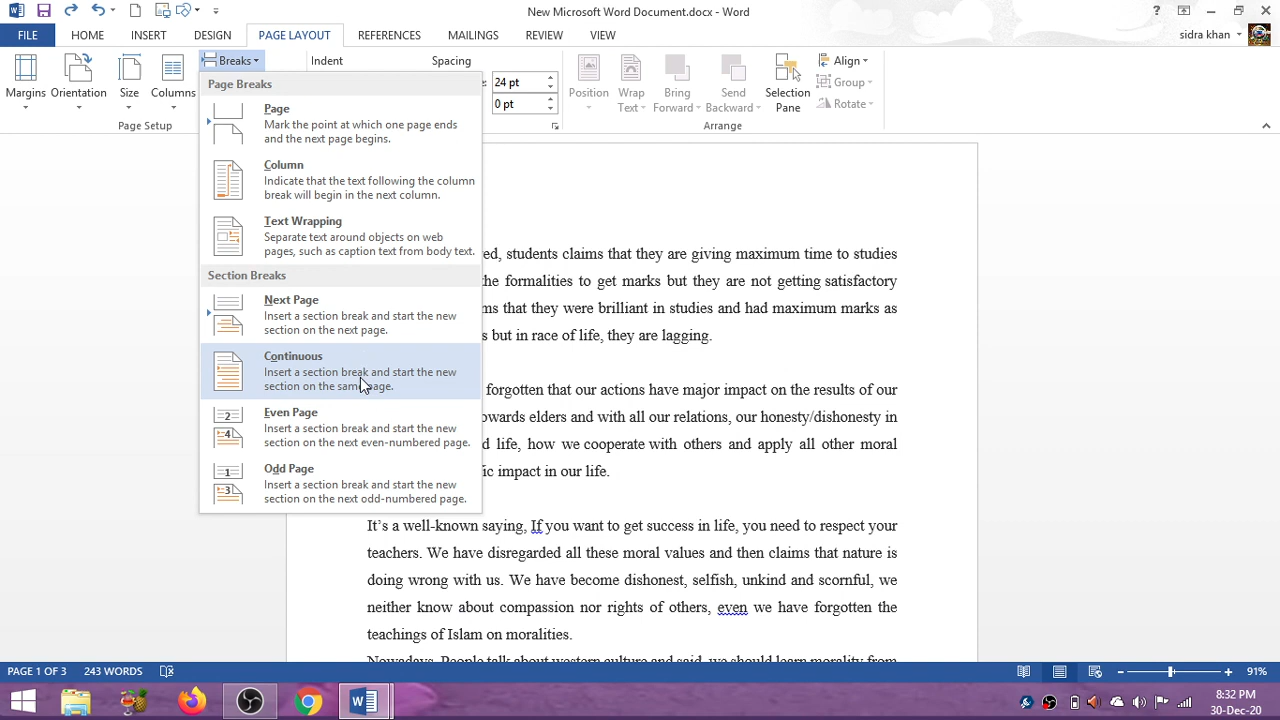 New Microsoft Word Document.docx - Word
FILE HOME INSERT DESIGN PAGE LAYOUT REFERENCES MAILINGS REVIEW VIEW sidra khan
Breaks Indent Spacing
Margins Orientation Size Columns
24 pt
0 pt
Position Wrap Text Bring Forward Send Backward Selection Pane
Align
Group
Rotate
Page Setup Arrange
Page Breaks
Page
Mark the point at which one page ends
and the next page begins.
Column
Indicate that the text following the column
break will begin in the next column.
Text Wrapping
Separate text around objects on web
pages, such as caption text from body text.
Section Breaks
Next Page
Insert a section break and start the new
section on the next page.
Continuous
Insert a section break and start the new
section on the same page.
Even Page
Insert a section break and start the new
section on the next even-numbered page.
Odd Page
Insert a section break and start the new
section on the next odd-numbered page.
students claims that they are giving maximum time to studies
the formalities to get marks but they are not getting satisfactory
that they were brilliant in studies and had maximum marks as
but in race of life, they are lagging.
forgotten that our actions have major impact on the results of our
elders and with all our relations, our honesty/dishonesty in
life, how we cooperate with others and apply all other moral
impact in our life.
It's a well-known saying, If you want to get success in life, you need to respect your
teachers. We have disregarded all these moral values and then claims that nature is
doing wrong with us. We have become dishonest, selfish, unkind and scornful, we
neither know about compassion nor rights of others, even we have forgotten the
teachings of Islam on moralities.
Nowadays, People talk about western culture and said, we should learn morality from
PAGE 1 OF 3 243 WORDS 91%
8:32 PM
30-Dec-20